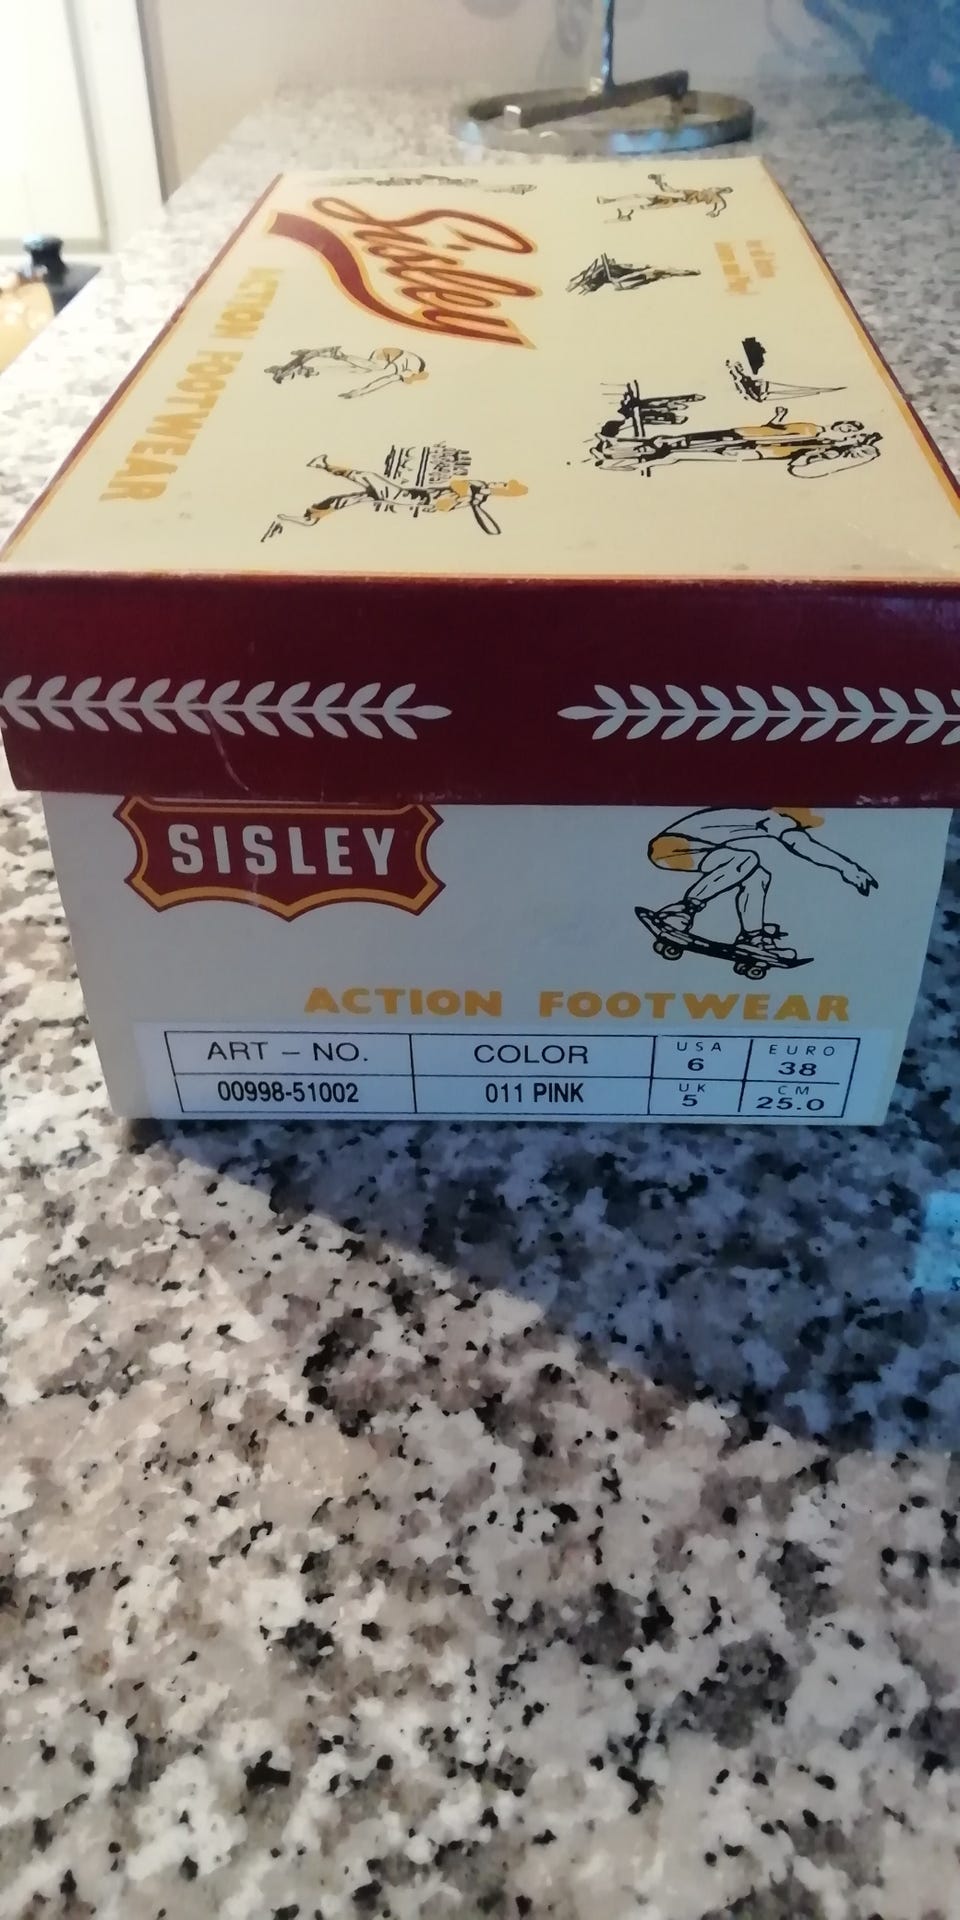 Sisley
ACTION FOOTWEAR
SISLEY
ACTION FOOTWEAR
ART – NO. COLOR USA 6 EURO 38
00998-51002 011 PINK UK 5 CM 25.0